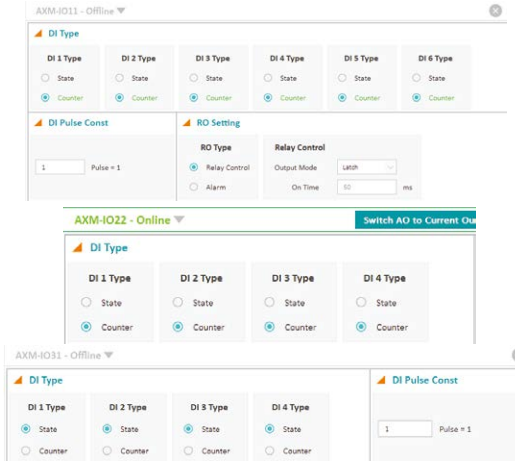 AXM-IO11 - Offline
DI Type
DI 1 Type DI 2 Type DI 3 Type DI 4 Type DI 5 Type DI 6 Type
State State State State State State
Counter Counter Counter Counter Counter Counter
DI Pulse Const RO Setting
RO Type Relay Control
1 Pulse = 1 Relay Control Output Mode Latch
Alarm On Time 50 ms
AXM-IO22 - Online Switch AO to Current Ou
DI Type
DI 1 Type DI 2 Type DI 3 Type DI 4 Type
State State State State
Counter Counter Counter Counter
AXM-IO31 - Offline
DI Type DI Pulse Const
DI 1 Type DI 2 Type DI 3 Type DI 4 Type
State State State State 1 Pulse = 1
Counter Counter Counter Counter